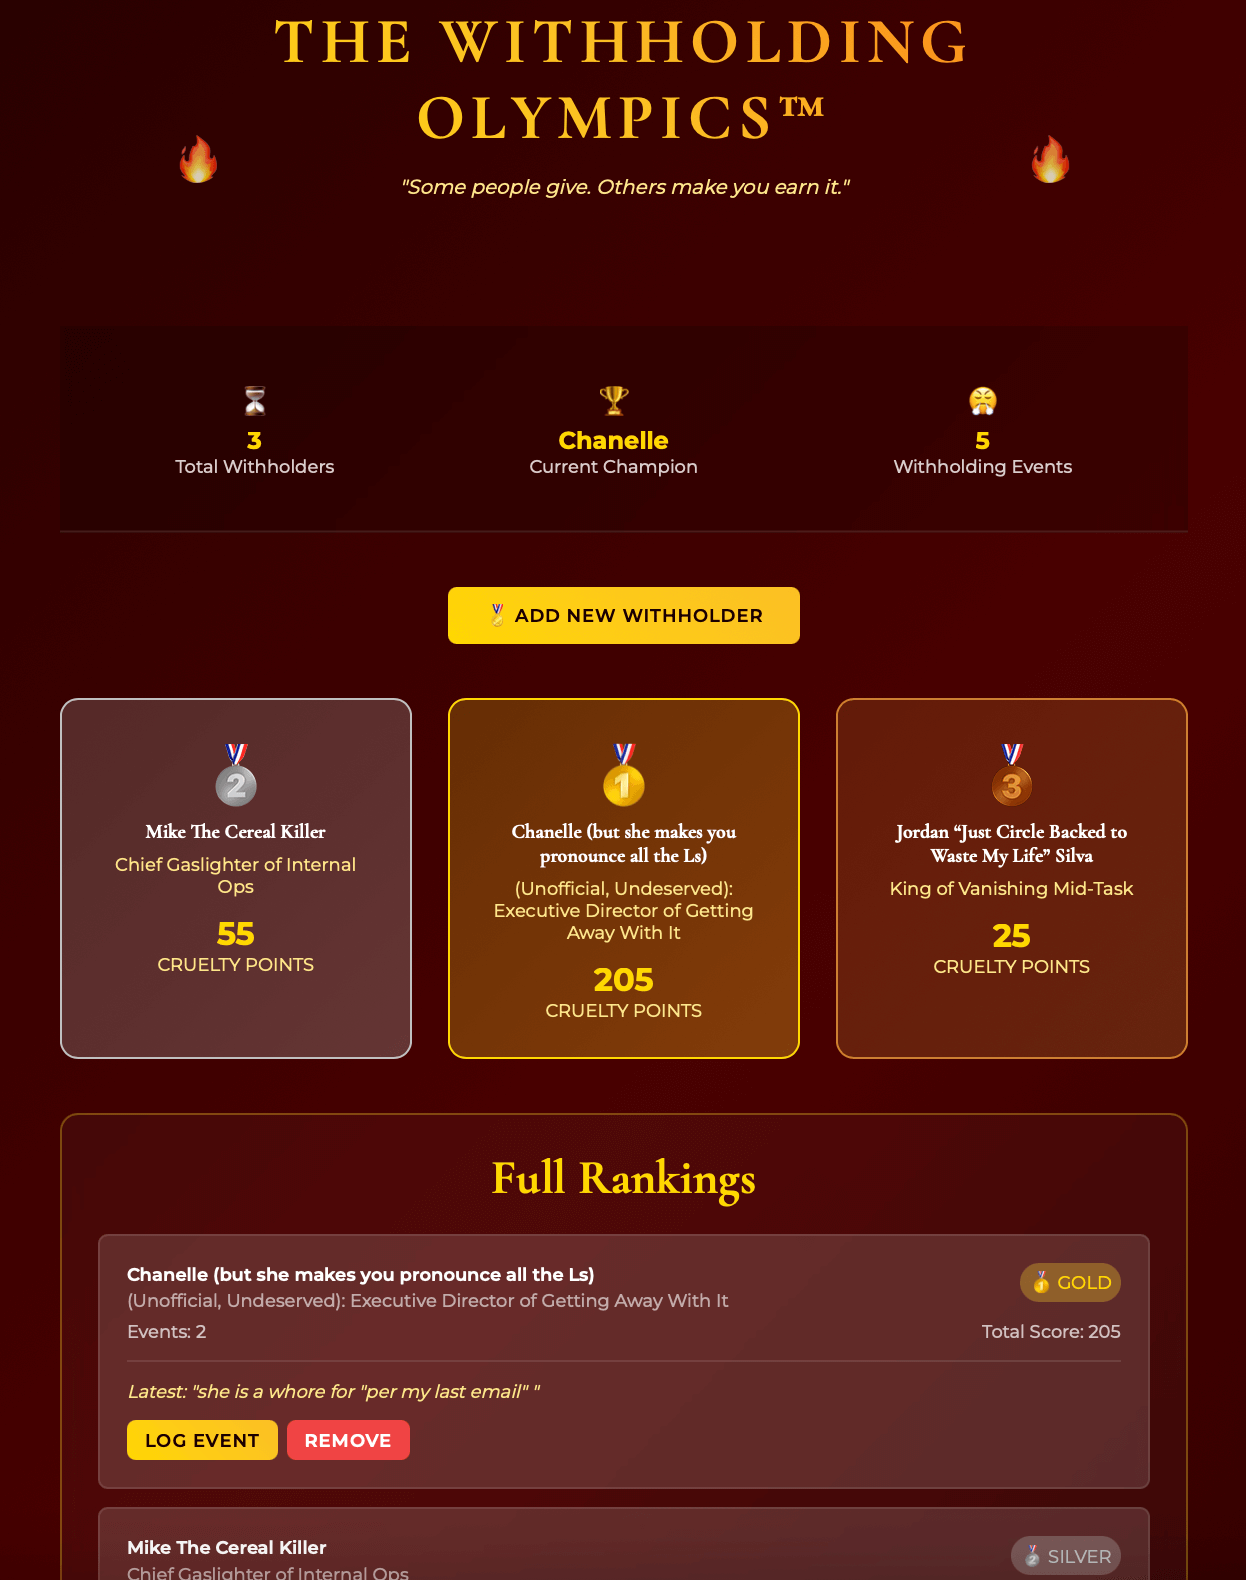 THE WITHHOLDING
OLYMPICS™
"Some people give. Others make you earn it."
3
Total Withholders
Chanelle
Current Champion
5
Withholding Events
ADD NEW WITHHOLDER
2
Mike The Cereal Killer
Chief Gaslighter of Internal
Ops
55
CRUELTY POINTS
1
Chanelle (but she makes you
pronounce all the Ls)
(Unofficial, Undeserved):
Executive Director of Getting
Away With It
205
CRUELTY POINTS
3
Jordan “Just Circle Backed to
Waste My Life” Silva
King of Vanishing Mid-Task
25
CRUELTY POINTS
Full Rankings
Chanelle (but she makes you pronounce all the Ls)
GOLD
(Unofficial, Undeserved): Executive Director of Getting Away With It
Events: 2
Total Score: 205
Latest: "she is a whore for "per my last email" "
LOG EVENT
REMOVE
Mike The Cereal Killer
SILVER
Chief Gaslighter of Internal Ops